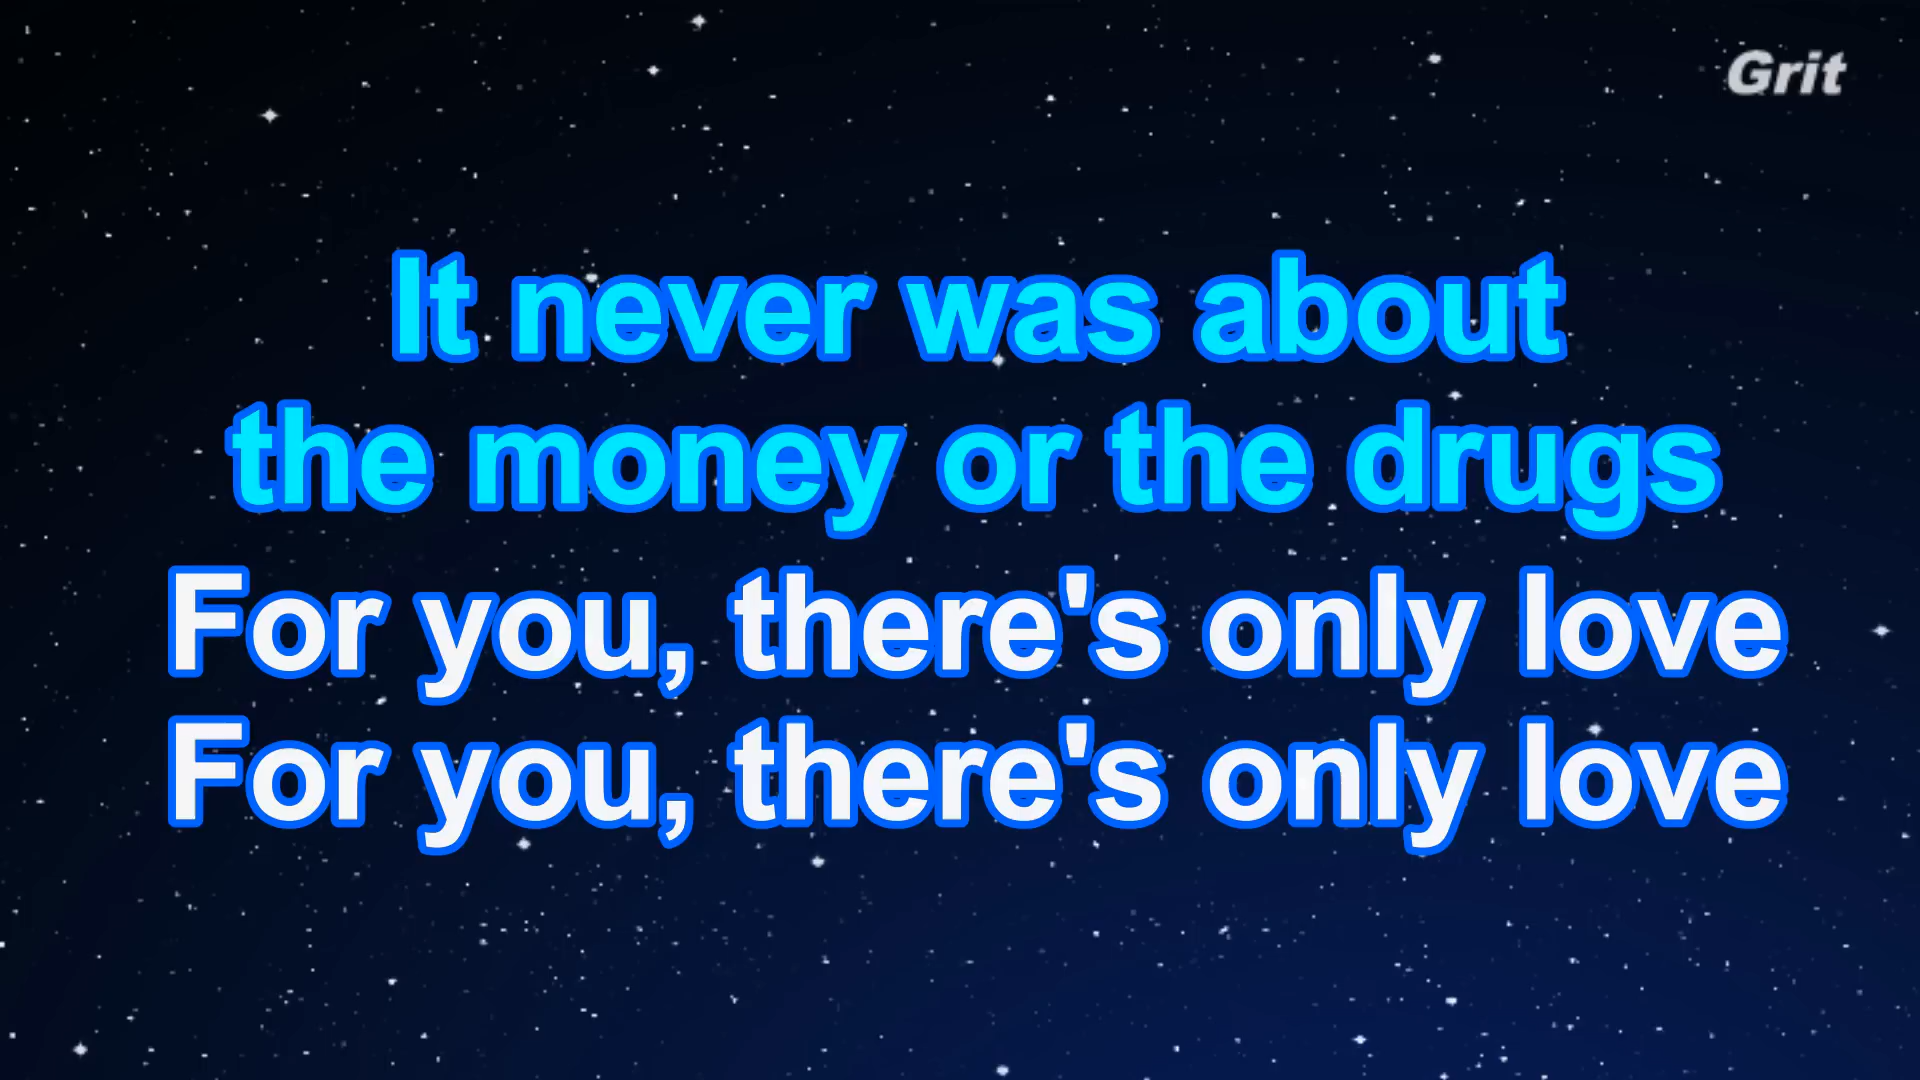 Grit
It never was about
the money or the drugs
For you, there's only love
For you, there's only love